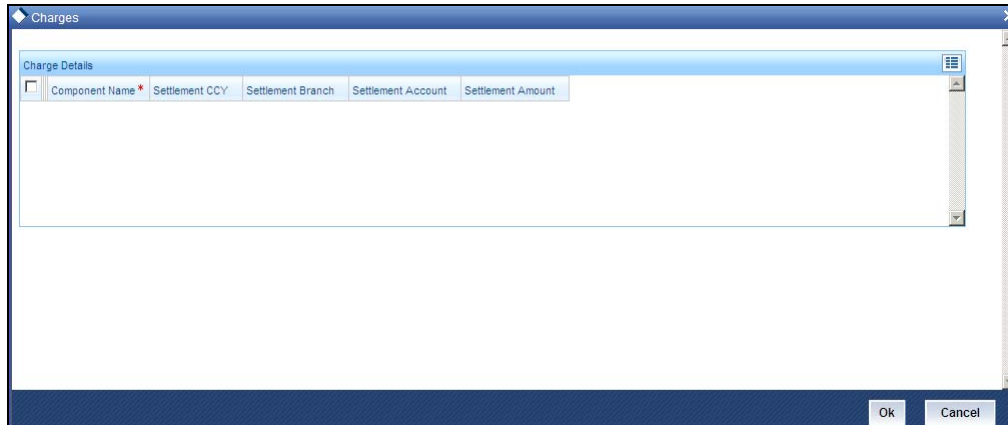 Charges
Charge Details
Component Name * Settlement CCY Settlement Branch Settlement Account Settlement Amount
Ok Cancel